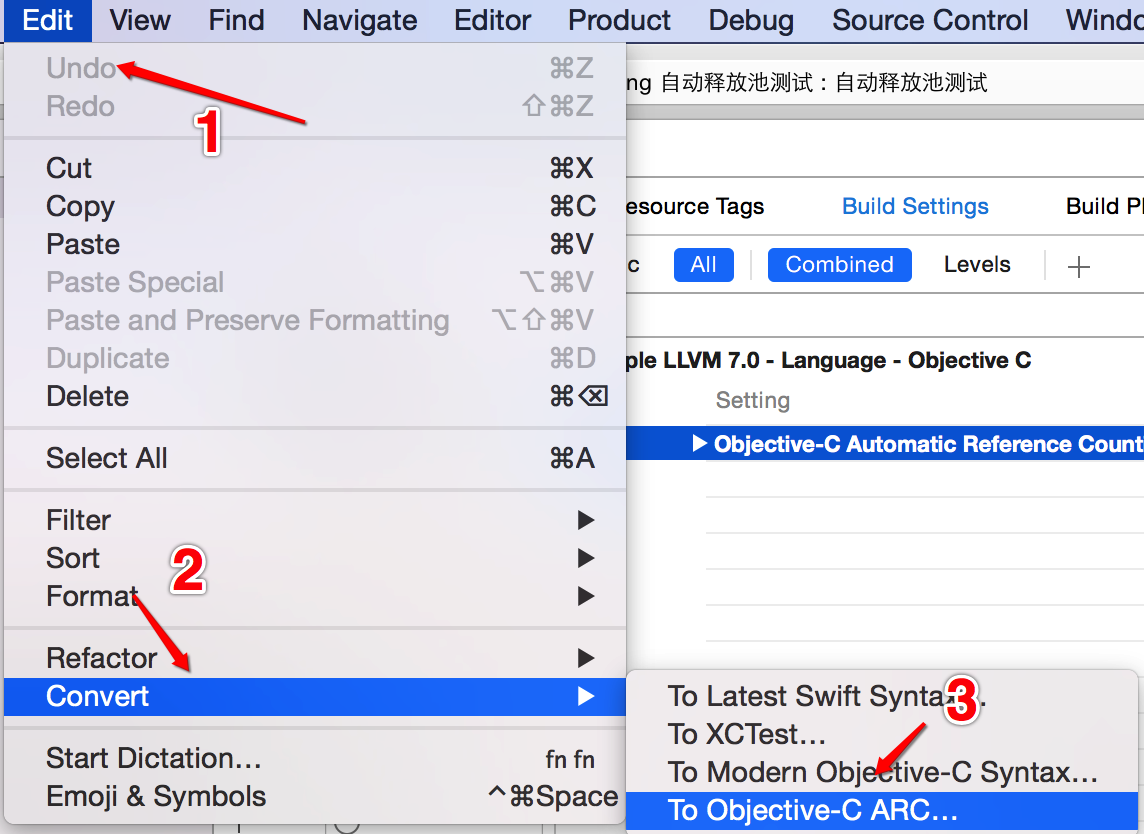 Edit View Find Navigate Editor Product Debug Source Control
Undo ⌘Z
ng 自动释放池测试：自动释放池测试
Redo ⇧⌘Z
1
Cut ⌘X
Copy ⌘C
esource Tags Build Settings Build
Paste ⌘V
c All Combined Levels +
Paste Special ⌥⌘V
Paste and Preserve Formatting ⌥⇧⌘V
Duplicate ⌘D
ple LLVM 7.0 - Language - Objective C
Delete ⌘⌫
Setting
Select All ⌘A
Objective-C Automatic Reference Count
Filter
Sort
2
Format
Refactor
Convert
To Latest Swift Syntax…
3
To XCTest…
Start Dictation… fn fn
To Modern Objective-C Syntax…
Emoji & Symbols ^⌘Space
To Objective-C ARC…